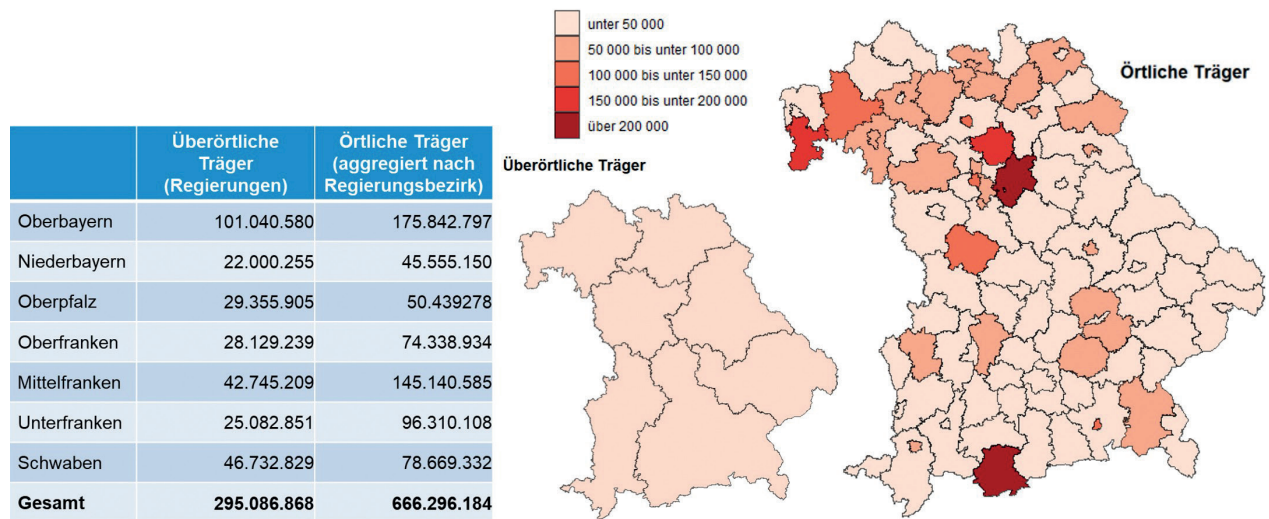 unter 50 000
50 000 bis unter 100 000
100 000 bis unter 150 000
150 000 bis unter 200 000
über 200 000
Örtliche Träger
Überörtliche Träger
Überörtliche Träger (Regierungen) Örtliche Träger (aggregiert nach Regierungsbezirk)
Oberbayern 101.040.580 175.842.797
Niederbayern 22.000.255 45.555.150
Oberpfalz 29.355.905 50.439278
Oberfranken 28.129.239 74.338.934
Mittelfranken 42.745.209 145.140.585
Unterfranken 25.082.851 96.310.108
Schwaben 46.732.829 78.669.332
Gesamt 295.086.868 666.296.184